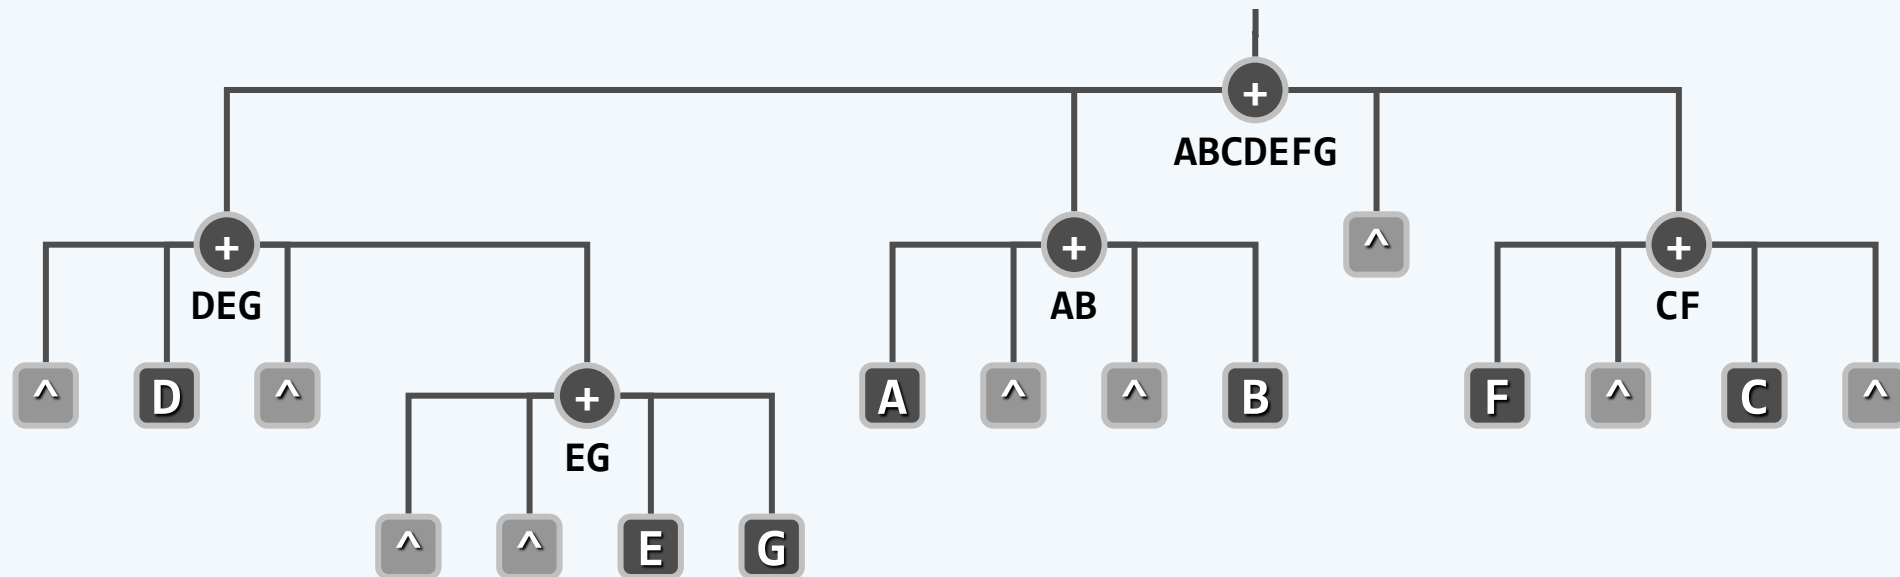 +
ABCDEFG
+ + ^ +
DEG AB CF
^ D ^ + A ^ ^ B F ^ C ^
EG
^ ^ E G